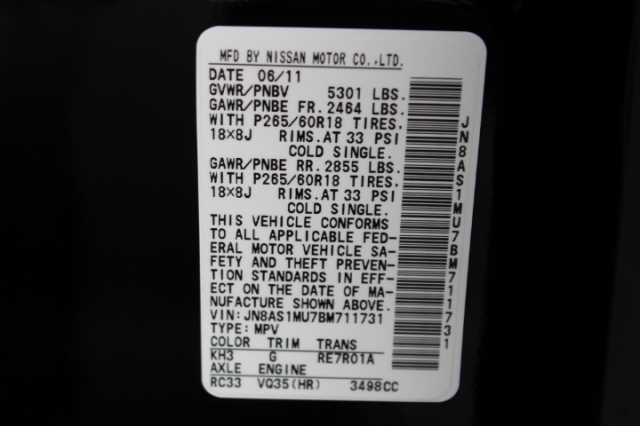 MFD BY NISSAN MOTOR CO.,LTD.
DATE 06/11
GVWR/PNBV 5301 LBS.
GAWR/PNBE FR. 2464 LBS.
WITH P265/60R18 TIRES,
18×8J RIMS.AT 33 PSI
COLD SINGLE.
GAWR/PNBE RR. 2855 LBS.
WITH P265/60R18 TIRES,
18×8J RIMS.AT 33 PSI
COLD SINGLE.
THIS VEHICLE CONFORMS
TO ALL APPLICABLE FED-
ERAL MOTOR VEHICLE SA-
FETY AND THEFT PREVEN-
TION STANDARDS IN EFF-
ECT ON THE DATE OF MA-
NUFACTURE SHOWN ABOVE.
VIN: JN8AS1MU7BM711731
TYPE: MPV
COLOR TRIM TRANS
KH3 G RE7R01A
AXLE ENGINE
RC33 VQ35(HR) 3498CC
JN8AS1MU7BM711731